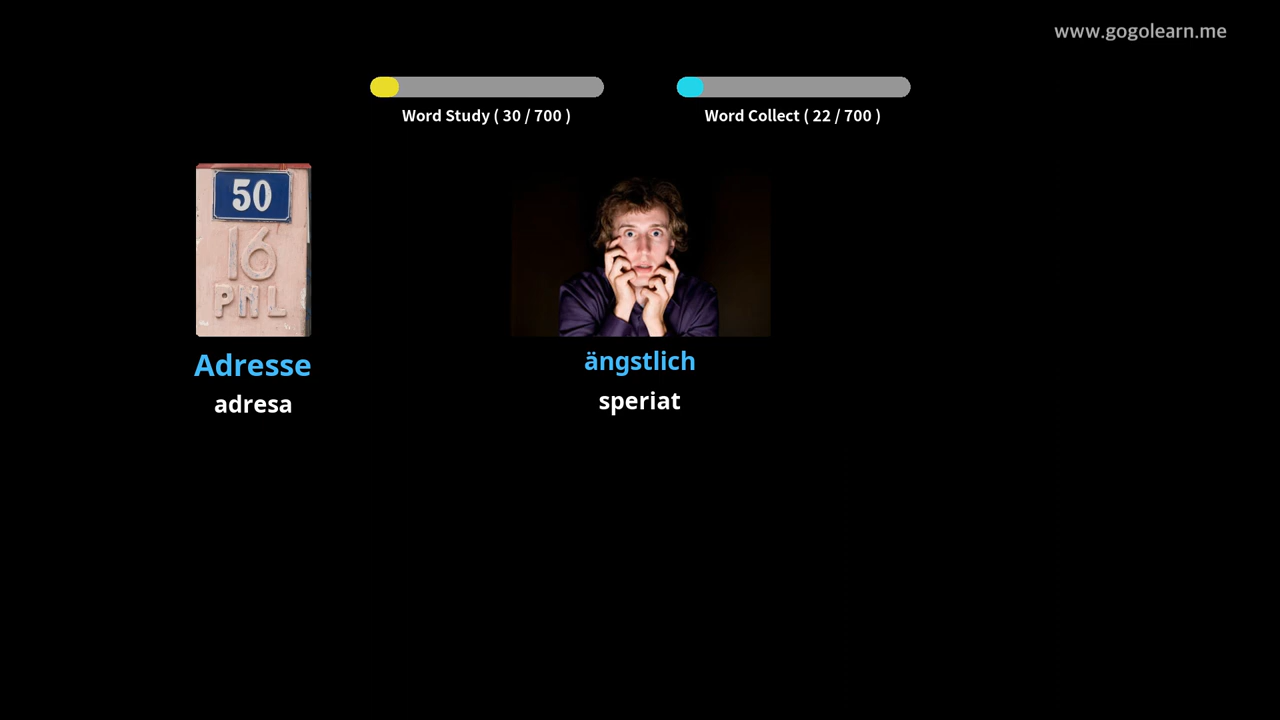 www.gogolearn.me
Word Study ( 30 / 700 )
Word Collect ( 22 / 700 )
50
16
PNL
Adresse
adresa
ängstlich
speriat